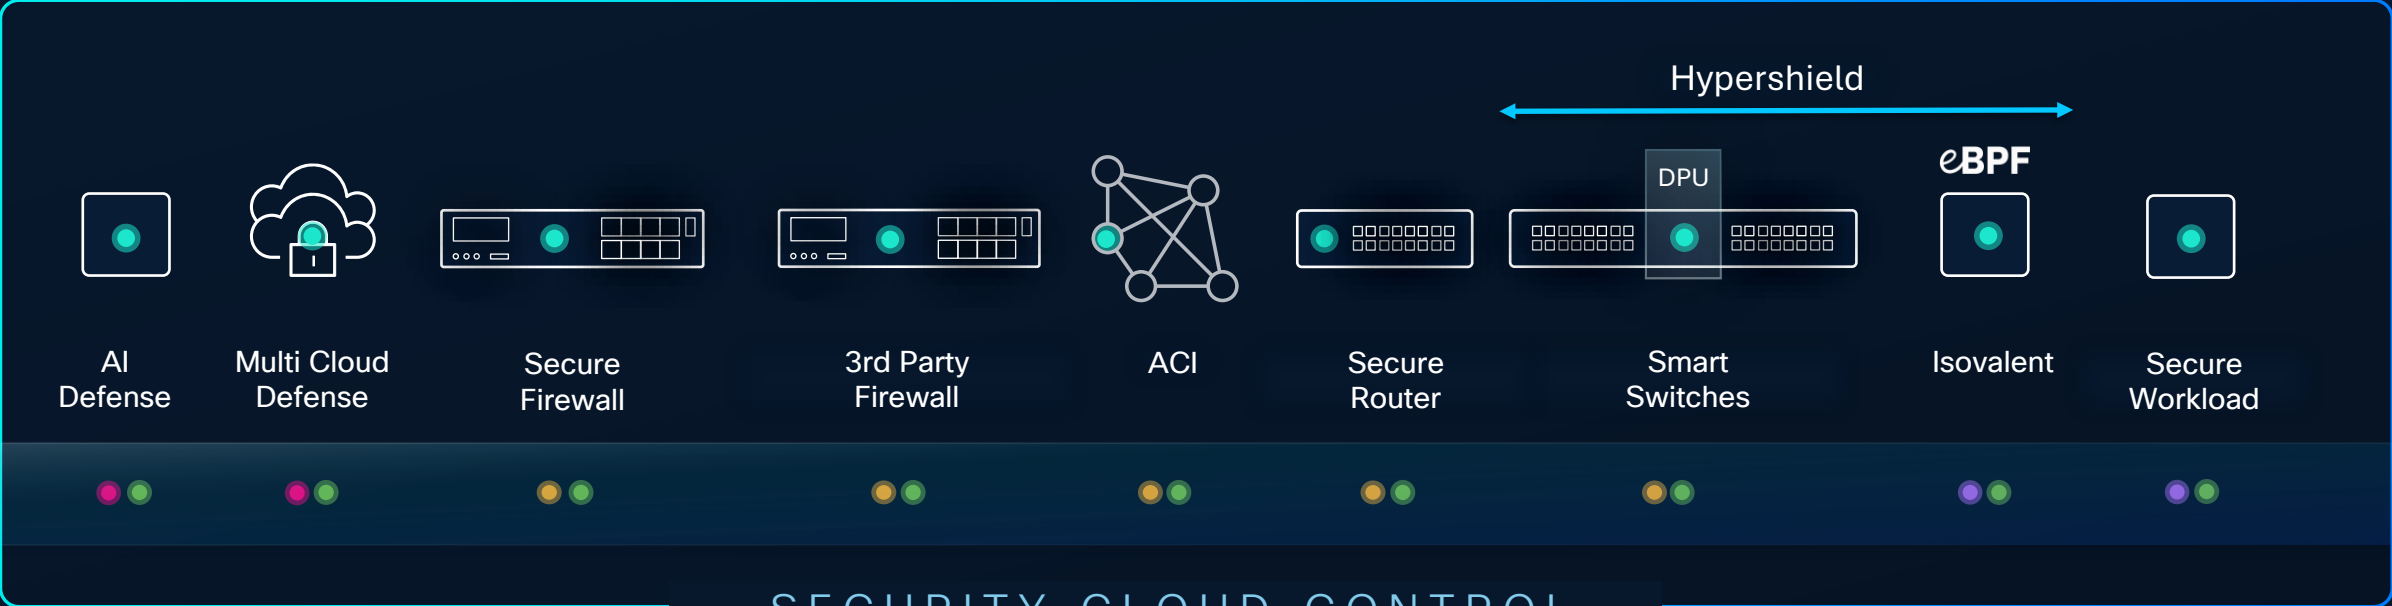 Hypershield
eBPF
DPU
AI
Defense
Multi Cloud
Defense
Secure
Firewall
3rd Party
Firewall
ACI
Secure
Router
Smart
Switches
Isovalent
Secure
Workload
SECURITY CLOUD CONTROL